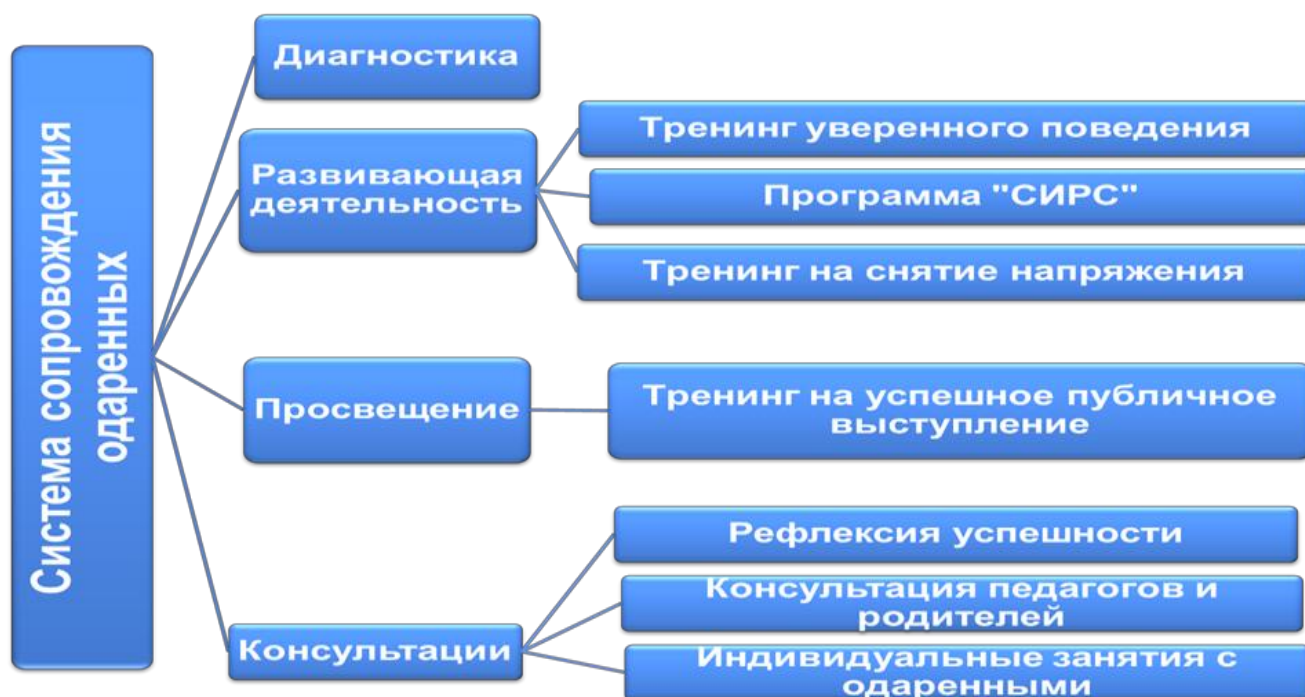 Система сопровождения
одаренных
Диагностика
Развивающая
деятельность
Тренинг уверенного поведения
Программа "СИРС"
Тренинг на снятие напряжения
Просвещение
Тренинг на успешное публичное
выступление
Консультации
Рефлексия успешности
Консультация педагогов и
родителей
Индивидуальные занятия с
одаренными